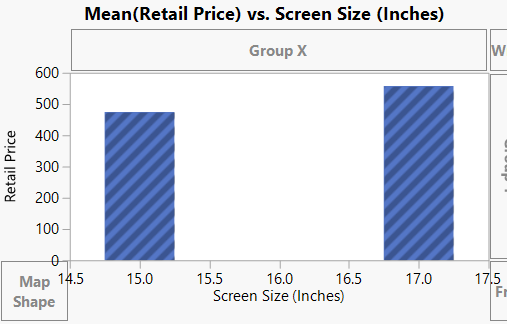 Mean(Retail Price) vs. Screen Size (Inches)
Group X
W
600
500
400
300
200
100
0
Retail Price
14.5 15.0 15.5 16.0 16.5 17.0 17.5
Screen Size (Inches)
Map
Shape
Fr